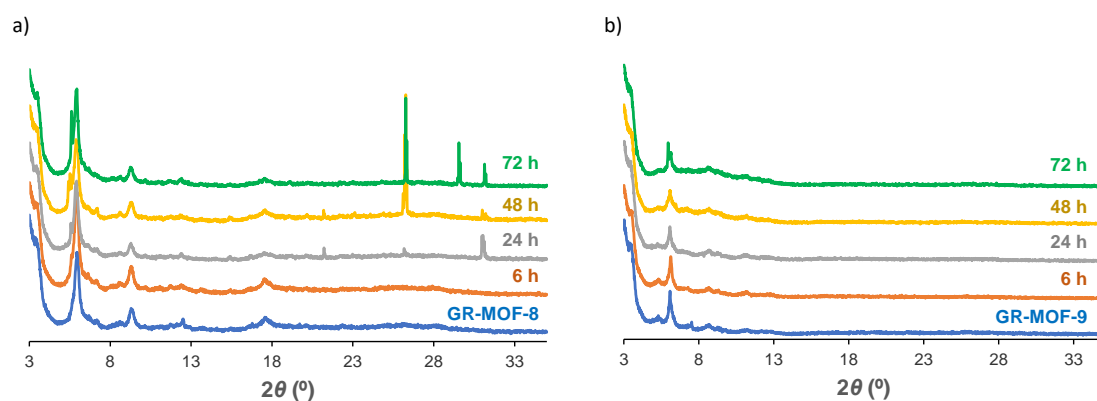 a)
72 h
48 h
24 h
6 h
GR-MOF-8
3 8 13 18 23 28 33
2θ (º)
b)
72 h
48 h
24 h
6 h
GR-MOF-9
3 8 13 18 23 28 33
2θ (º)